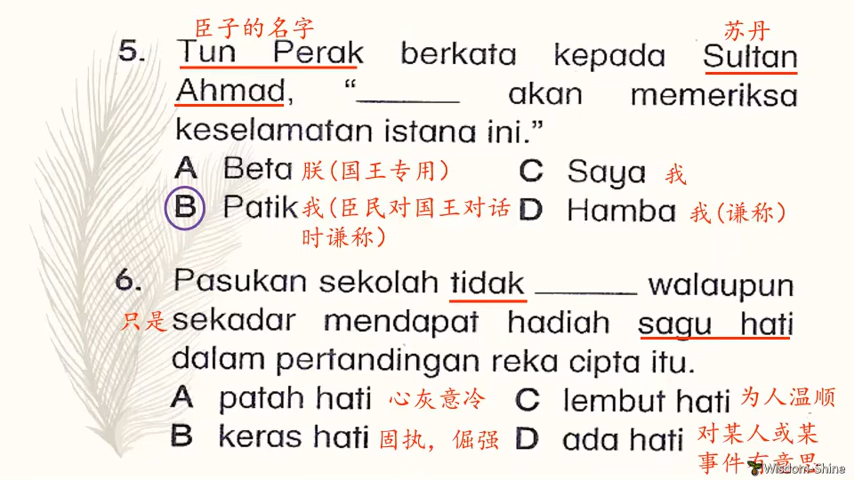 臣子的名字 苏丹
5. Tun Perak berkata kepada Sultan
Ahmad, “______ akan memeriksa
keselamatan istana ini.”
A Beta 朕(国王专用) C Saya 我
B Patik 我(臣民对国王对话 D Hamba 我(谦称)
时谦称)
6. Pasukan sekolah tidak ______ walaupun
只是 sekadar mendapat hadiah sagu hati
dalam pertandingan reka cipta itu.
A patah hati 心灰意冷 C lembut hati 为人温顺
B keras hati 固执，倔强 D ada hati 对某人或某
事件有意思
Wisdom Shine